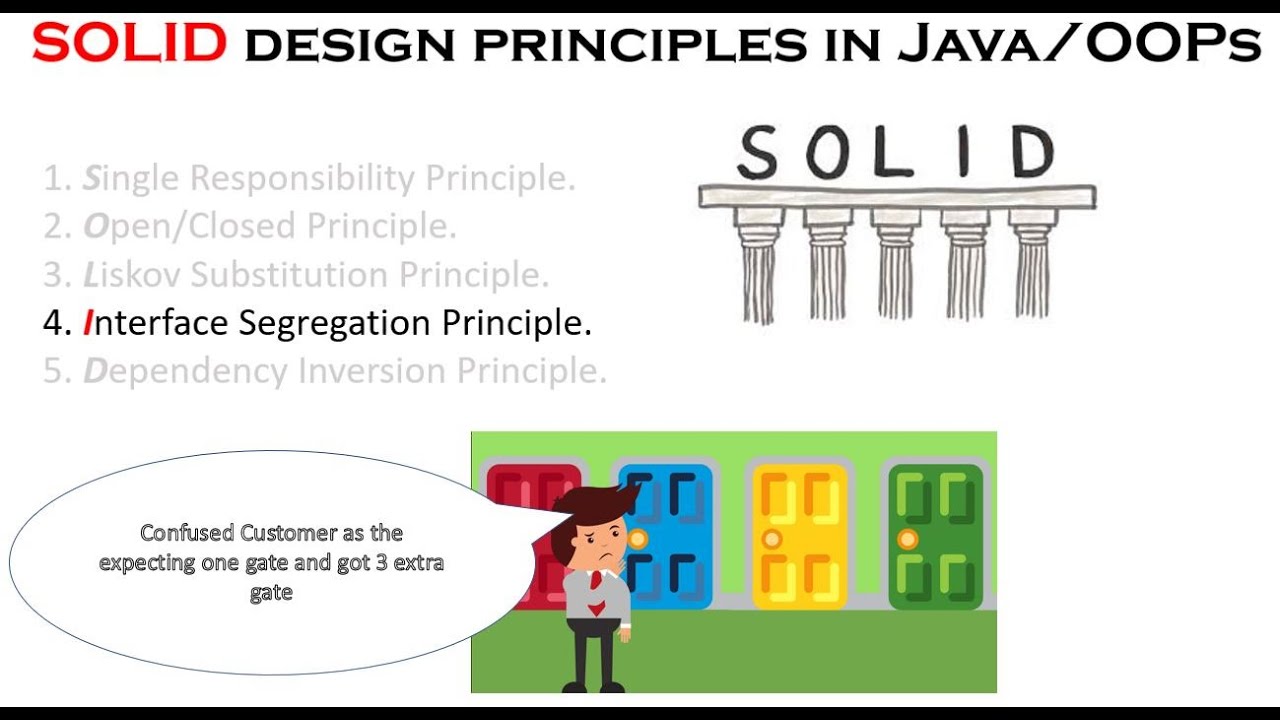 SOLID DESIGN PRINCIPLES IN JAVA/OOPS
S O L I D
1. Single Responsibility Principle.
2. Open/Closed Principle.
3. Liskov Substitution Principle.
4. Interface Segregation Principle.
5. Dependency Inversion Principle.
Confused Customer as the
expecting one gate and got 3 extra
gate